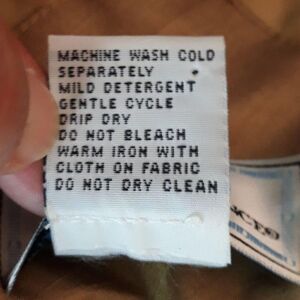 MACHINE WASH COLD
SEPARATELY
MILD DETERGENT
GENTLE CYCLE
DRIP DRY
DO NOT BLEACH
WARM IRON WITH
CLOTH ON FABRIC
DO NOT DRY CLEAN